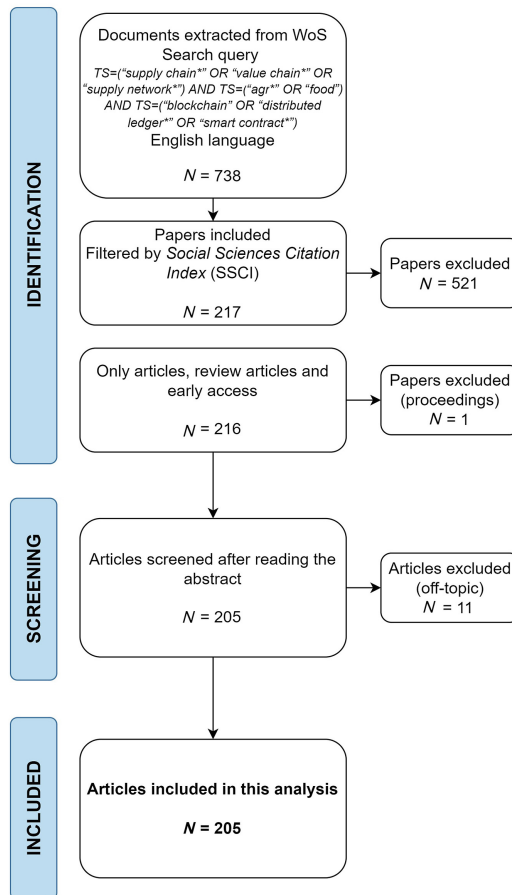 IDENTIFICATION
Documents extracted from WoS
Search query
TS=(“supply chain*” OR “value chain*” OR
“supply network*”) AND TS=(“agr*” OR “food”)
AND TS=(“blockchain” OR “distributed
ledger*” OR “smart contract*”)
English language
N = 738
Papers included
Filtered by Social Sciences Citation
Index (SSCI)
N = 217
Papers excluded
N = 521
Only articles, review articles and
early access
N = 216
Papers excluded
(proceedings)
N = 1
SCREENING
Articles screened after reading the
abstract
N = 205
Articles excluded
(off-topic)
N = 11
INCLUDED
Articles included in this analysis
N = 205